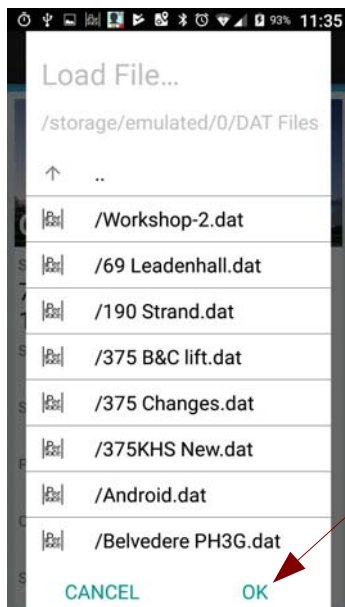 93% 11:35
Load File...
/storage/emulated/0/DAT Files
..
/Workshop-2.dat
/69 Leadenhall.dat
/190 Strand.dat
/375 B&C lift.dat
/375 Changes.dat
/375KHS New.dat
/Android.dat
/Belvedere PH3G.dat
CANCEL OK